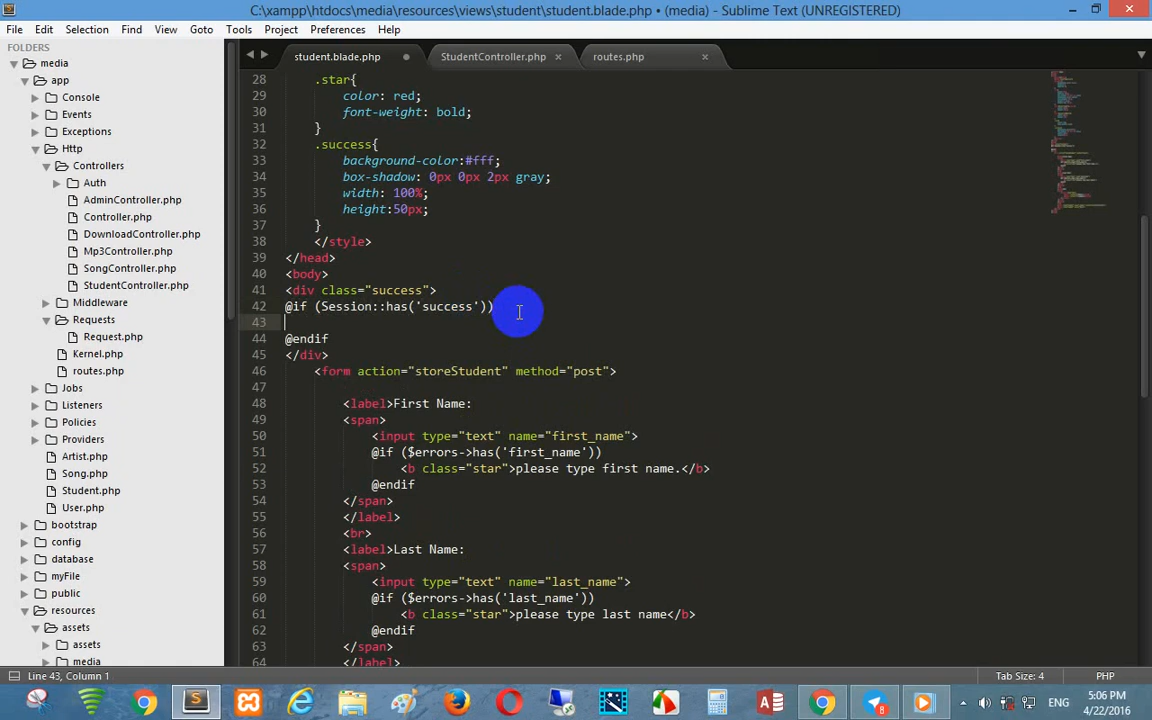 C:\xampp\htdocs\media\resources\views\student\student.blade.php • (media) - Sublime Text (UNREGISTERED)
File Edit Selection Find View Goto Tools Project Preferences Help
FOLDERS
media
app
Console
Events
Exceptions
Http
Controllers
Auth
AdminController.php
Controller.php
DownloadController.php
Mp3Controller.php
SongController.php
StudentController.php
Middleware
Requests
Request.php
Kernel.php
routes.php
Jobs
Listeners
Policies
Providers
Artist.php
Song.php
Student.php
User.php
bootstrap
config
database
myFile
public
resources
assets
assets
media
student.blade.php StudentController.php routes.php
28 .star{
29 color: red;
30 font-weight: bold;
31 }
32 .success{
33 background-color:#fff;
34 box-shadow: 0px 0px 2px gray;
35 width: 100%;
36 height:50px;
37 }
38 </style>
39 </head>
40 <body>
41 <div class="success">
42 @if (Session::has('success'))
43
44 @endif
45 </div>
46 <form action="storeStudent" method="post">
47
48 <label>First Name:
49 <span>
50 <input type="text" name="first_name">
51 @if ($errors->has('first_name'))
52 <b class="star">please type first name.</b>
53 @endif
54 </span>
55 </label>
56 <br>
57 <label>Last Name:
58 <span>
59 <input type="text" name="last_name">
60 @if ($errors->has('last_name'))
61 <b class="star">please type last name</b>
62 @endif
63 </span>
64 </label>
Line 43, Column 1 Tab Size: 4 PHP
ENG
5:06 PM
4/22/2016